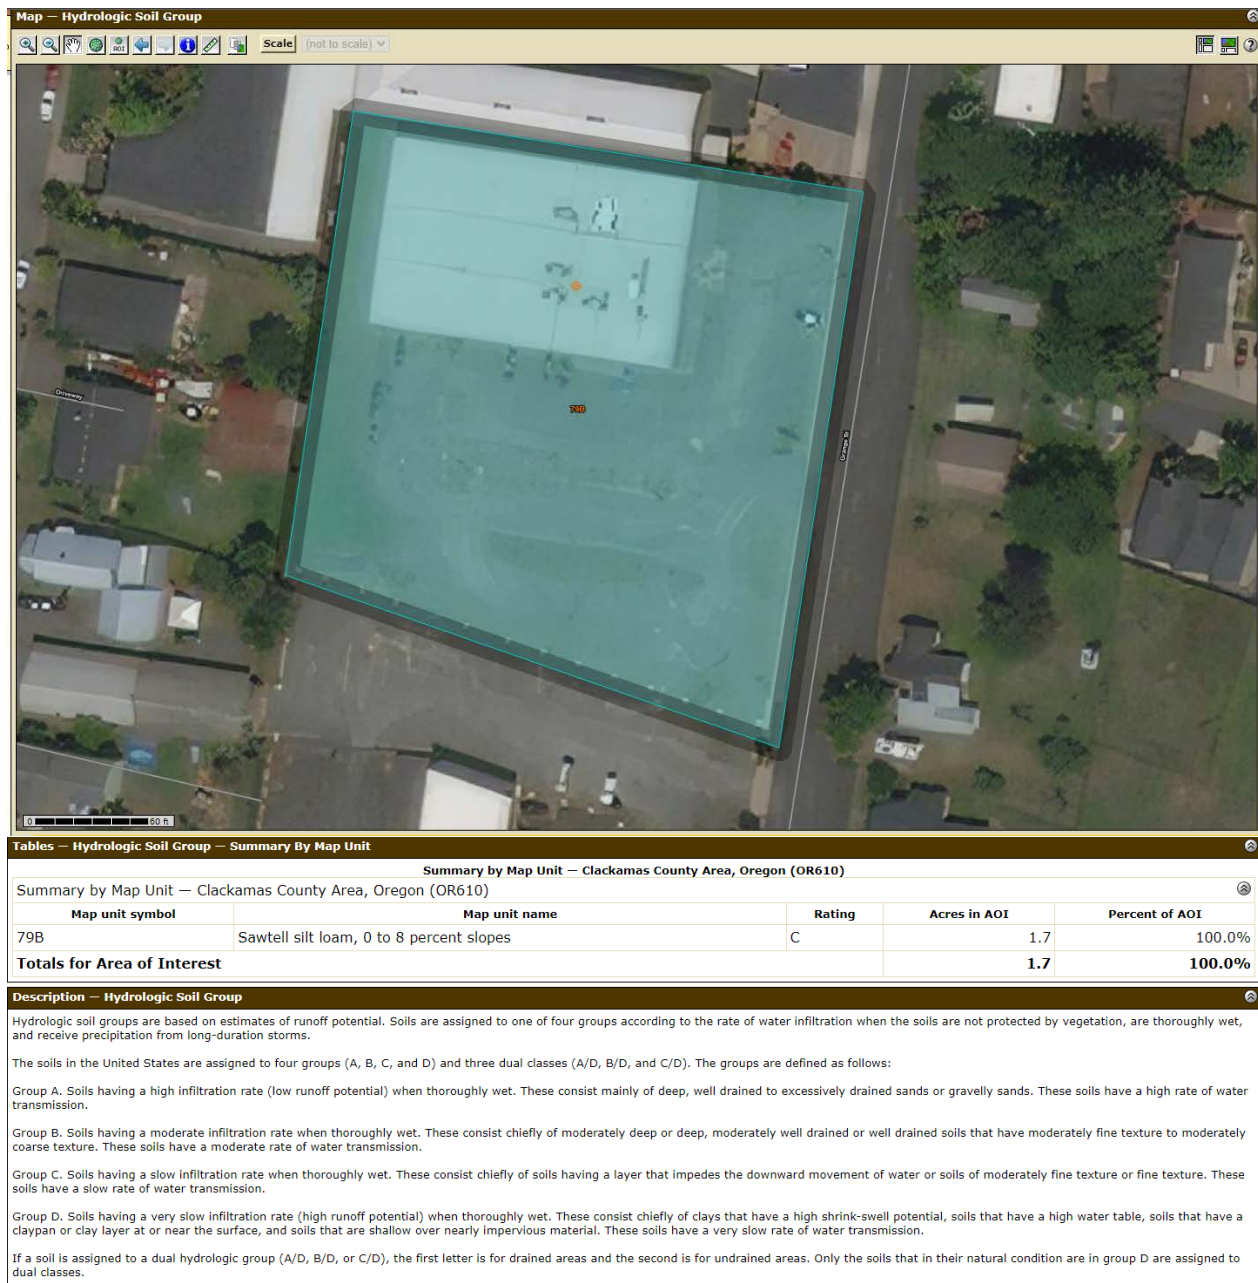 Map — Hydrologic Soil Group
AOI
Scale (not to scale)
Driveway
79B
Grange St
0 60 ft
Tables — Hydrologic Soil Group — Summary By Map Unit
Summary by Map Unit — Clackamas County Area, Oregon (OR610)
Summary by Map Unit — Clackamas County Area, Oregon (OR610)
Map unit symbol Map unit name Rating Acres in AOI Percent of AOI
79B Sawtell silt loam, 0 to 8 percent slopes C 1.7 100.0%
Totals for Area of Interest 1.7 100.0%
Description — Hydrologic Soil Group
Hydrologic soil groups are based on estimates of runoff potential. Soils are assigned to one of four groups according to the rate of water infiltration when the soils are not protected by vegetation, are thoroughly wet,
and receive precipitation from long-duration storms.
The soils in the United States are assigned to four groups (A, B, C, and D) and three dual classes (A/D, B/D, and C/D). The groups are defined as follows:
Group A. Soils having a high infiltration rate (low runoff potential) when thoroughly wet. These consist mainly of deep, well drained to excessively drained sands or gravelly sands. These soils have a high rate of water
transmission.
Group B. Soils having a moderate infiltration rate when thoroughly wet. These consist chiefly of moderately deep or deep, moderately well drained or well drained soils that have moderately fine texture to moderately
coarse texture. These soils have a moderate rate of water transmission.
Group C. Soils having a slow infiltration rate when thoroughly wet. These consist chiefly of soils having a layer that impedes the downward movement of water or soils of moderately fine texture or fine texture. These
soils have a slow rate of water transmission.
Group D. Soils having a very slow infiltration rate (high runoff potential) when thoroughly wet. These consist chiefly of clays that have a high shrink-swell potential, soils that have a high water table, soils that have a
claypan or clay layer at or near the surface, and soils that are shallow over nearly impervious material. These soils have a very slow rate of water transmission.
If a soil is assigned to a dual hydrologic group (A/D, B/D, or C/D), the first letter is for drained areas and the second is for undrained areas. Only the soils that in their natural condition are in group D are assigned to
dual classes.